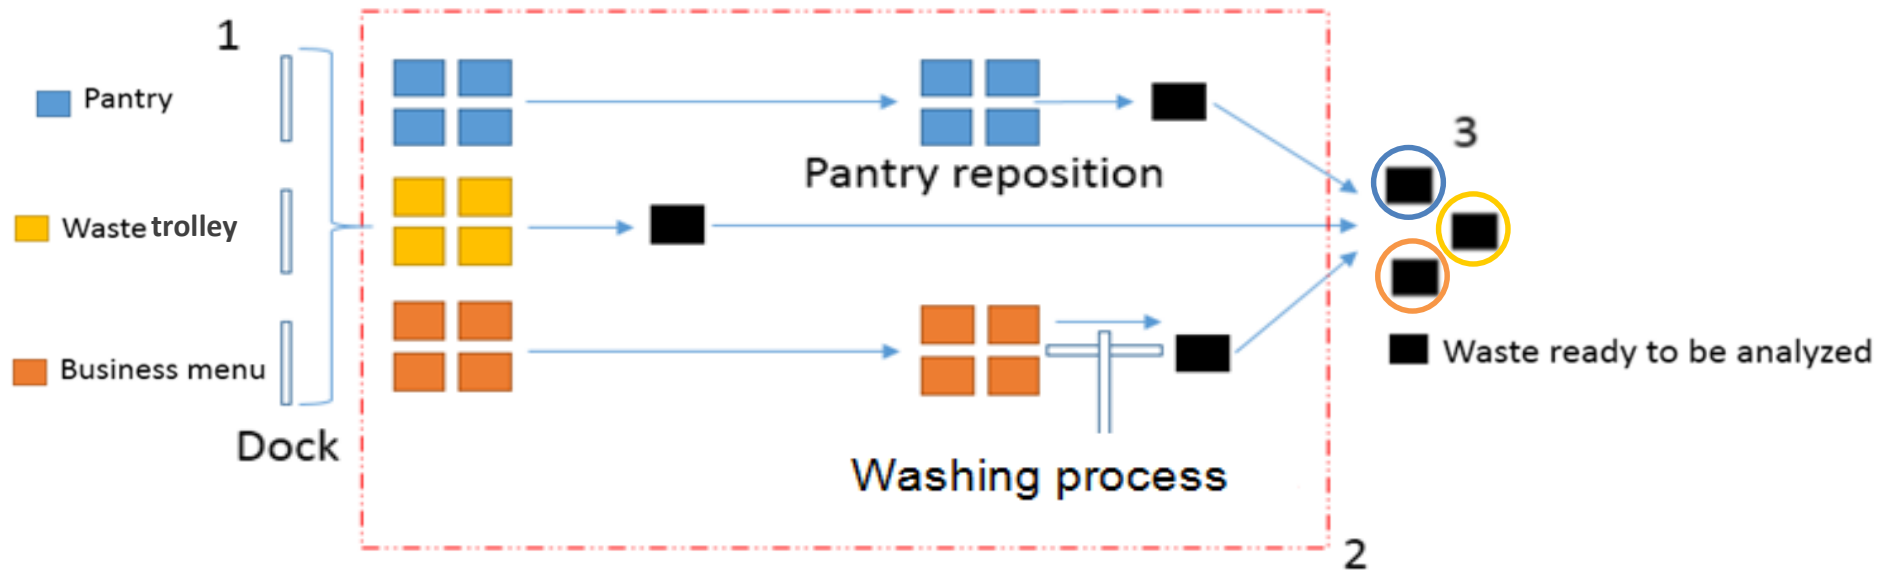 1
Pantry
Waste trolley
Business menu
Dock
Pantry reposition
Washing process
2
3
Waste ready to be analyzed